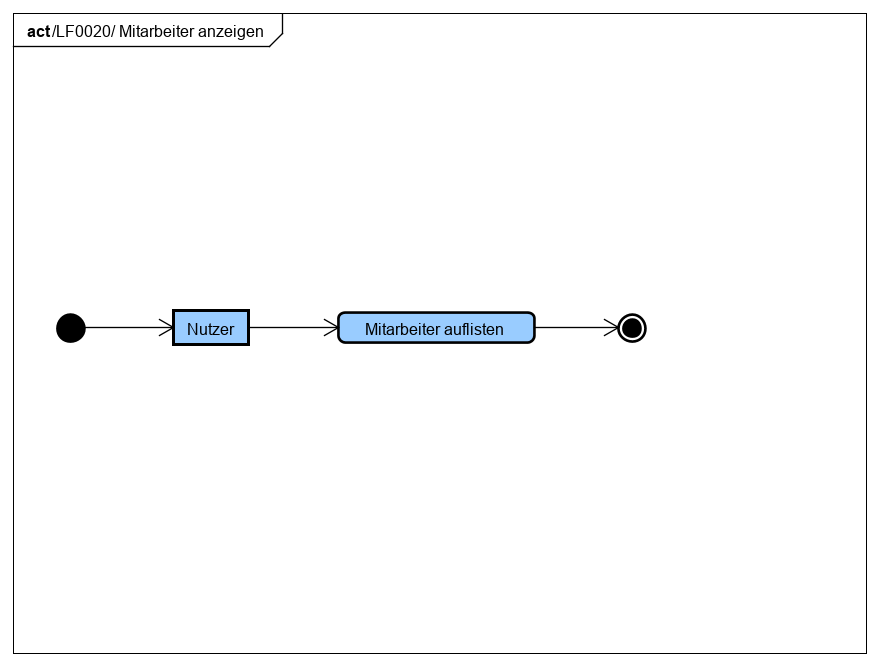 act /LF0020/ Mitarbeiter anzeigen
Nutzer
Mitarbeiter auflisten